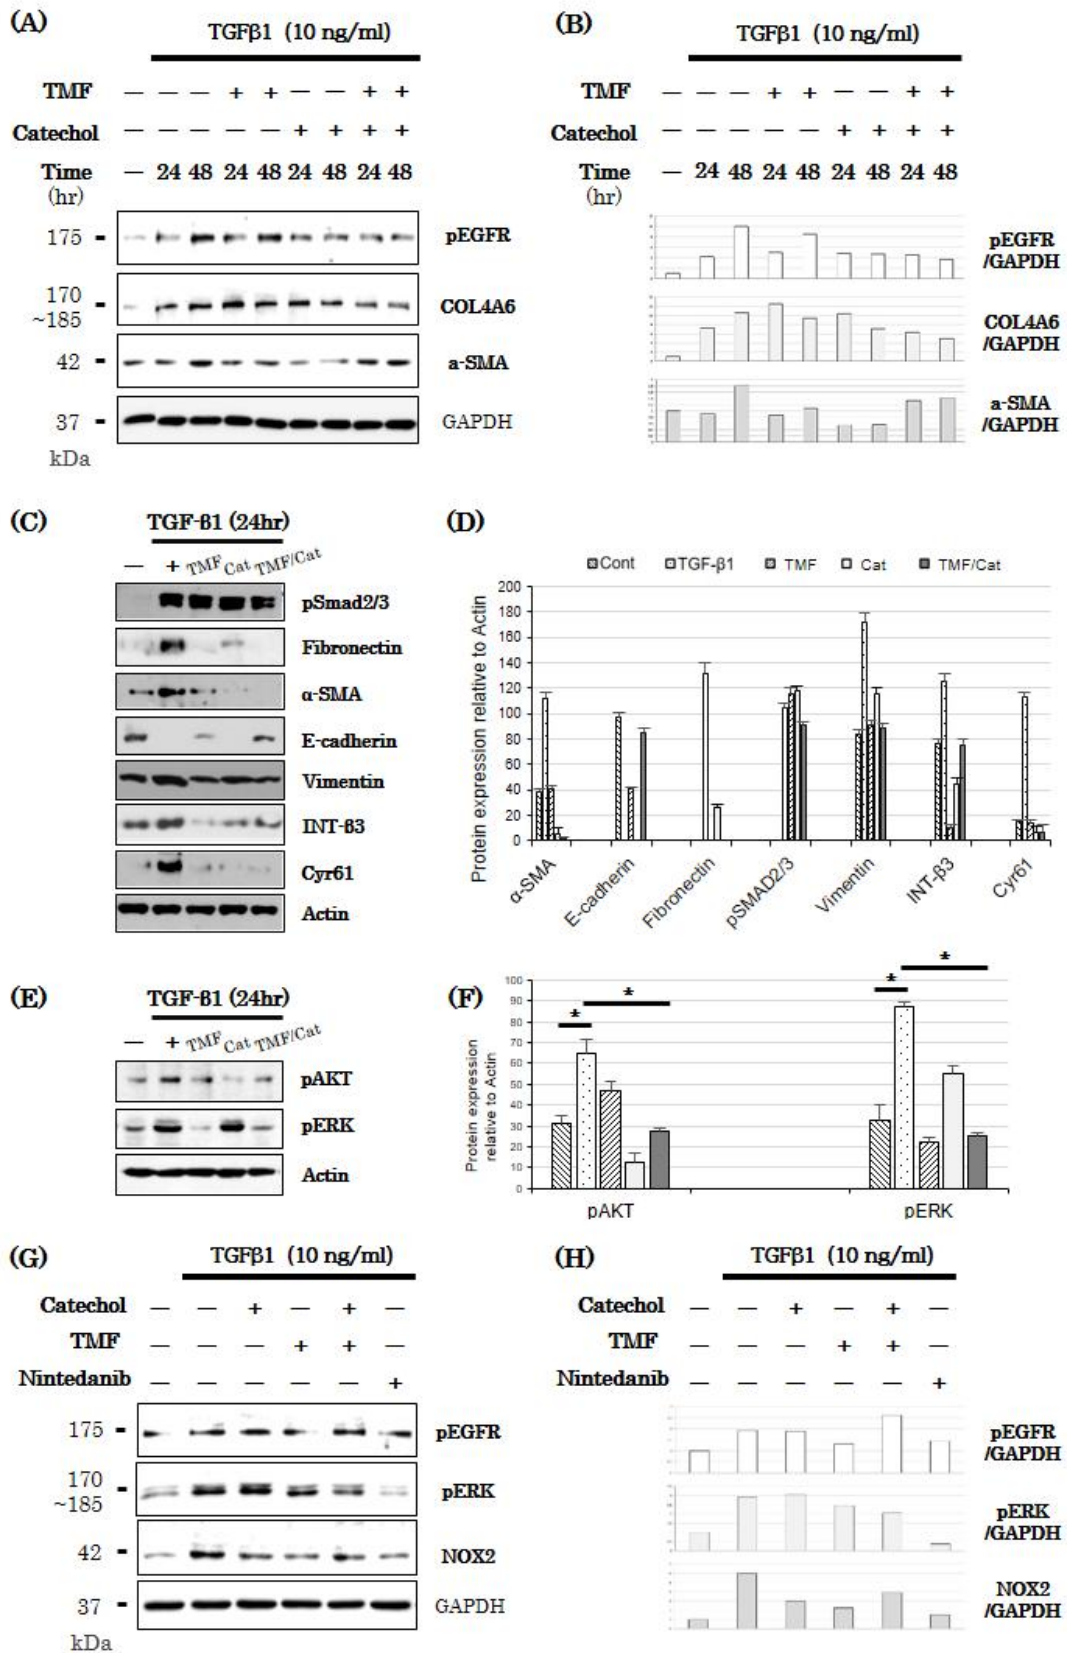 (A)
TGFβ1 (10 ng/ml)
TMF — — — + + — — + +
Catechol — — — — — + + + +
Time — 24 48 24 48 24 48 24 48
(hr)
175 - pEGFR
170
~185 - COL4A6
42 - a-SMA
37 - GAPDH
kDa
(B)
TGFβ1 (10 ng/ml)
TMF — — — + + — — + +
Catechol — — — — — + + + +
Time — 24 48 24 48 24 48 24 48
(hr)
pEGFR
/GAPDH
COL4A6
/GAPDH
a-SMA
/GAPDH
(C)
TGF-β1 (24hr)
— + TMF Cat TMF/Cat
pSmad2/3
Fibronectin
α-SMA
E-cadherin
Vimentin
INT-β3
Cyr61
Actin
(D)
Cont TGF-β1 TMF Cat TMF/Cat
Protein expression relative to Actin
200
180
160
140
120
100
80
60
40
20
0
α-SMA E-cadherin Fibronectin pSMAD2/3 Vimentin INT-β3 Cyr61
(E)
TGF-β1 (24hr)
— + TMF Cat TMF/Cat
pAKT
pERK
Actin
(F)
Protein expression
relative to Actin
100
90
80
70
60
50
40
30
20
10
0
* * * *
pAKT pERK
(G)
TGFβ1 (10 ng/ml)
Catechol — — + — + —
TMF — — — + + —
Nintedanib — — — — — +
175 - pEGFR
170
~185 - pERK
42 - NOX2
37 - GAPDH
kDa
(H)
TGFβ1 (10 ng/ml)
Catechol — — + — + —
TMF — — — + + —
Nintedanib — — — — — +
pEGFR
/GAPDH
pERK
/GAPDH
NOX2
/GAPDH